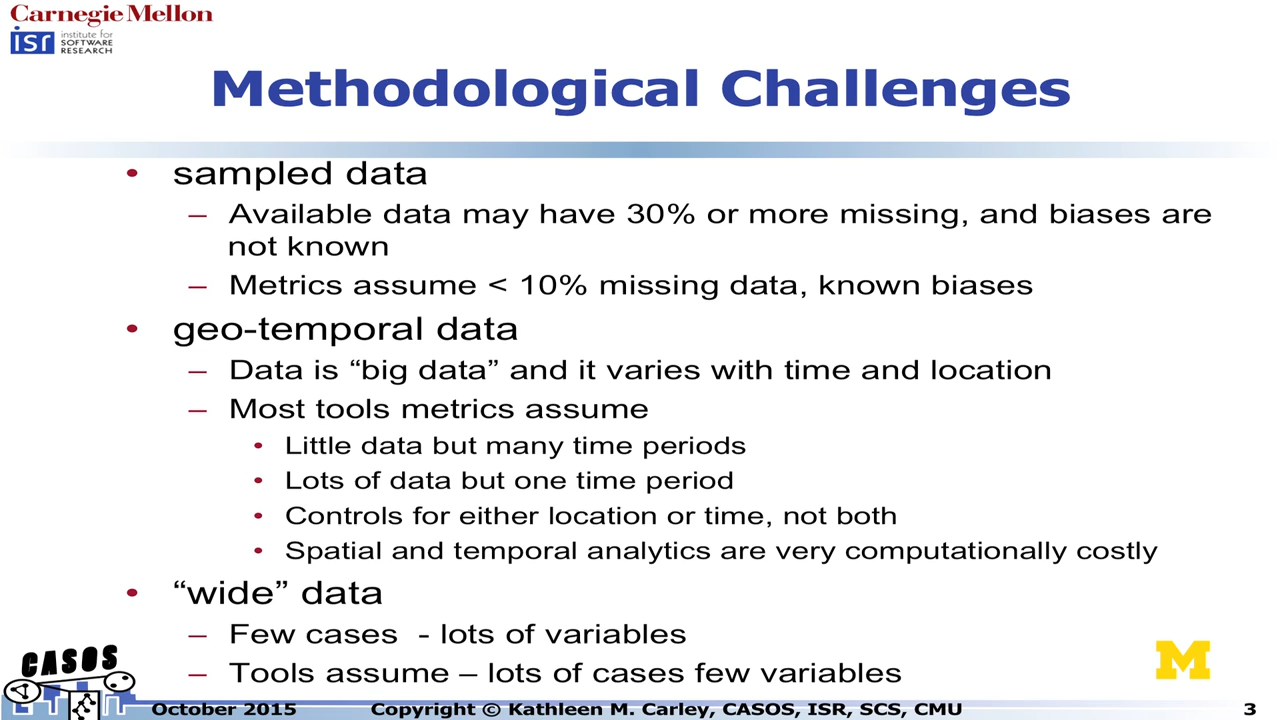 Carnegie Mellon
isr institute for
SOFTWARE
RESEARCH
Methodological Challenges
• sampled data
– Available data may have 30% or more missing, and biases are
not known
– Metrics assume < 10% missing data, known biases
• geo-temporal data
– Data is “big data” and it varies with time and location
– Most tools metrics assume
• Little data but many time periods
• Lots of data but one time period
• Controls for either location or time, not both
• Spatial and temporal analytics are very computationally costly
• “wide” data
– Few cases - lots of variables
– Tools assume – lots of cases few variables
CASOS
M
October 2015 Copyright © Kathleen M. Carley, CASOS, ISR, SCS, CMU 3